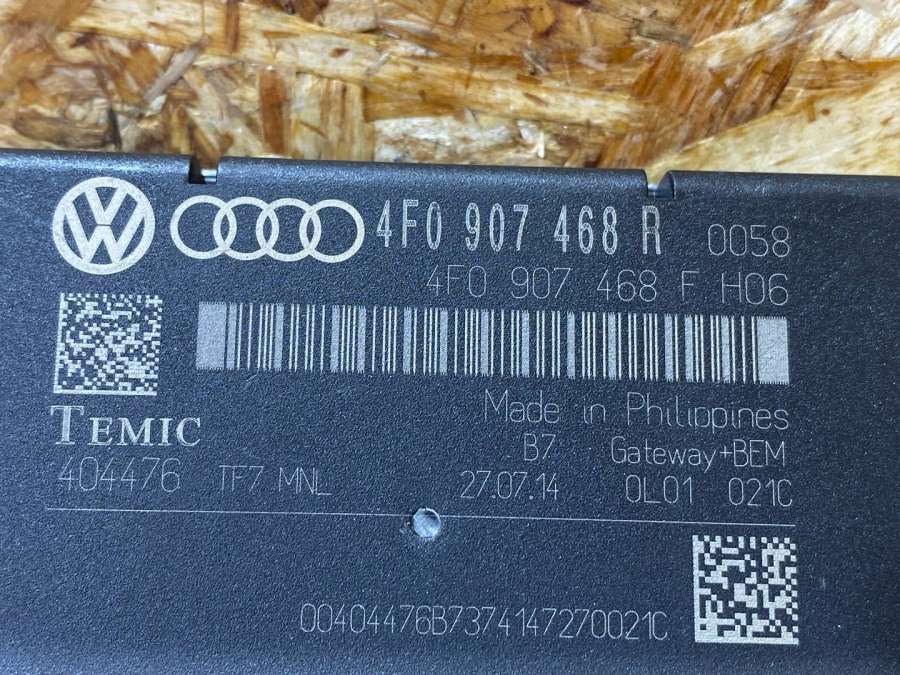 4F0 907 468 R 0058
4F0 907 468 F H06
TEMIC
Made in Philippines
B7 Gateway+BEM
404476 TF7 MNL 27.07.14 0L01 021C
00404476B7374147270021C